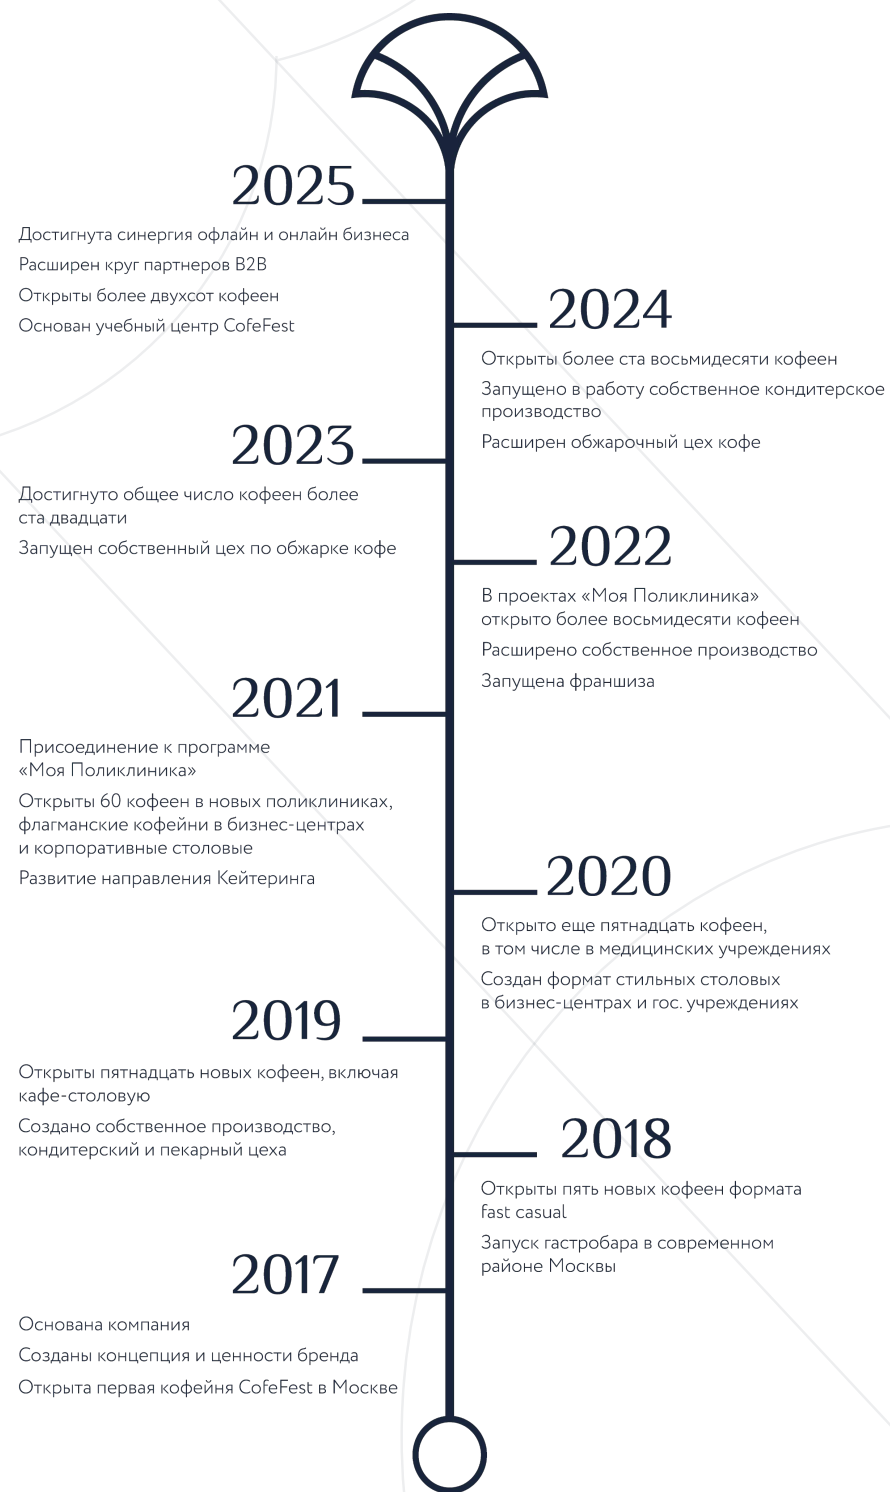 2025
Достигнута синергия офлайн и онлайн бизнеса
Расширен круг партнеров B2B
Открыты более двухсот кофеен
Основан учебный центр CofeFest
2024
Открыты более ста восьмидесяти кофеен
Запущено в работу собственное кондитерское
производство
Расширен обжарочный цех кофе
2023
Достигнуто общее число кофеен более
ста двадцати
Запущен собственный цех по обжарке кофе
2022
В проектах «Моя Поликлиника»
открыто более восьмидесяти кофеен
Расширено собственное производство
Запущена франшиза
2021
Присоединение к программе
«Моя Поликлиника»
Открыты 60 кофеен в новых поликлиниках,
флагманские кофейни в бизнес-центрах
и корпоративные столовые
Развитие направления Кейтеринга
2020
Открыто еще пятнадцать кофеен,
в том числе в медицинских учреждениях
Создан формат стильных столовых
в бизнес-центрах и гос. учреждениях
2019
Открыты пятнадцать новых кофеен, включая
кафе-столовую
Создано собственное производство,
кондитерский и пекарный цеха
2018
Открыты пять новых кофеен формата
fast casual
Запуск гастробара в современном
районе Москвы
2017
Основана компания
Созданы концепция и ценности бренда
Открыта первая кофейня CofeFest в Москве